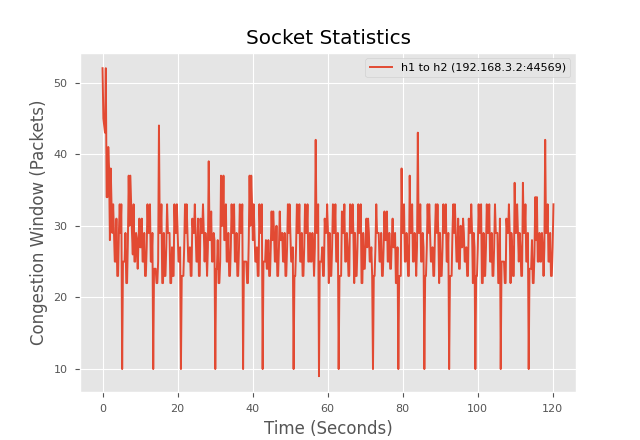 Socket Statistics
h1 to h2 (192.168.3.2:44569)
Congestion Window (Packets)
50
40
30
20
10
0 20 40 60 80 100 120
Time (Seconds)